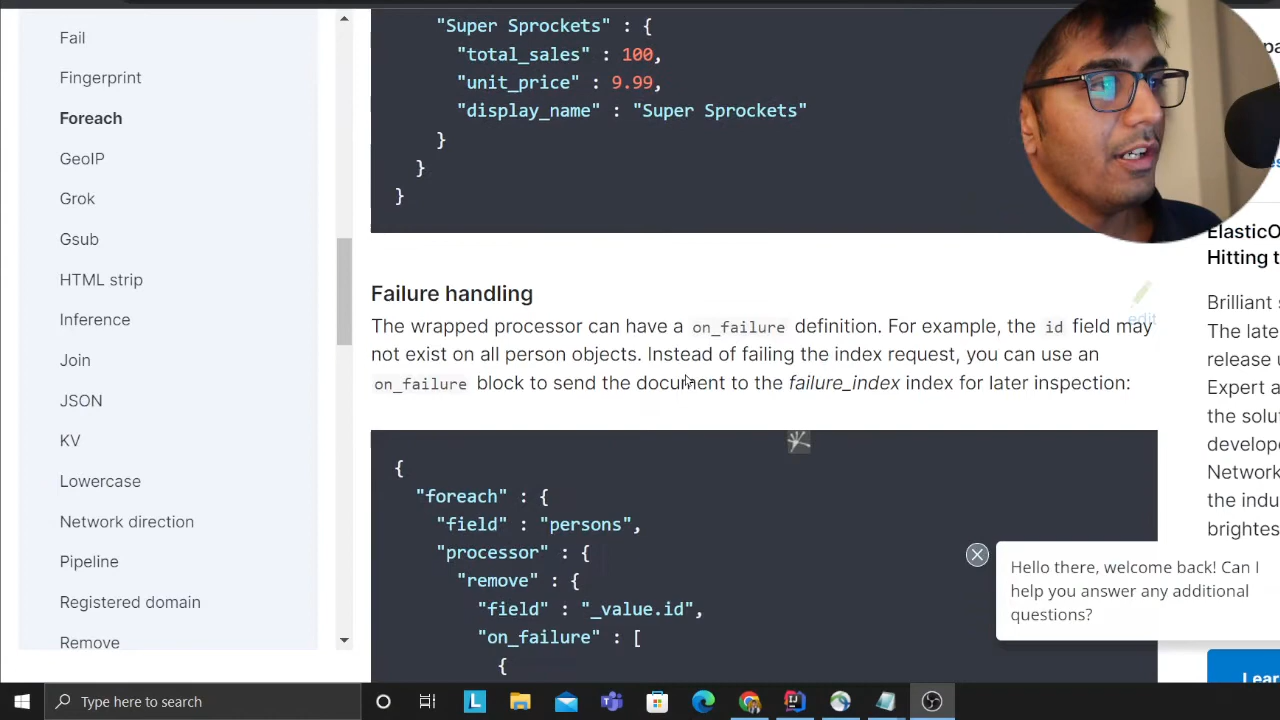 Fail
Fingerprint
Foreach
GeoIP
Grok
Gsub
HTML strip
Inference
Join
JSON
KV
Lowercase
Network direction
Pipeline
Registered domain
Remove
"Super Sprockets" : {
"total_sales" : 100,
"unit_price" : 9.99,
"display_name" : "Super Sprockets"
}
}
}
Failure handling
edit
The wrapped processor can have a on_failure definition. For example, the id field may
not exist on all person objects. Instead of failing the index request, you can use an
on_failure block to send the document to the failure_index index for later inspection:
{
"foreach" : {
"field" : "persons",
"processor" : {
"remove" : {
"field" : "_value.id",
"on_failure" : [
{
Hitting t
Brilliant
The late
release
Expert a
the solu
develop
Network
the indu
brightes
Hello there, welcome back! Can I
help you answer any additional
questions?
Lear
Type here to search